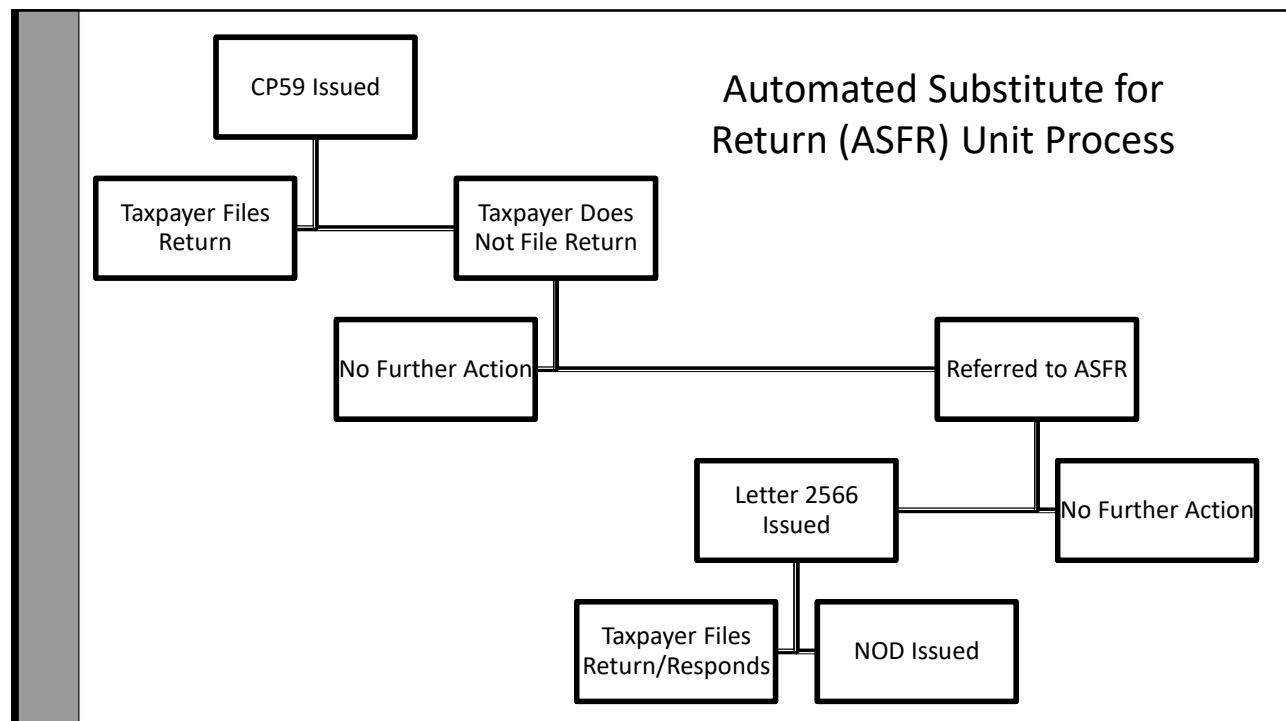 CP59 Issued
Automated Substitute for
Return (ASFR) Unit Process
Taxpayer Files
Return
Taxpayer Does
Not File Return
No Further Action
Referred to ASFR
Letter 2566
Issued
No Further Action
Taxpayer Files
Return/Responds
NOD Issued